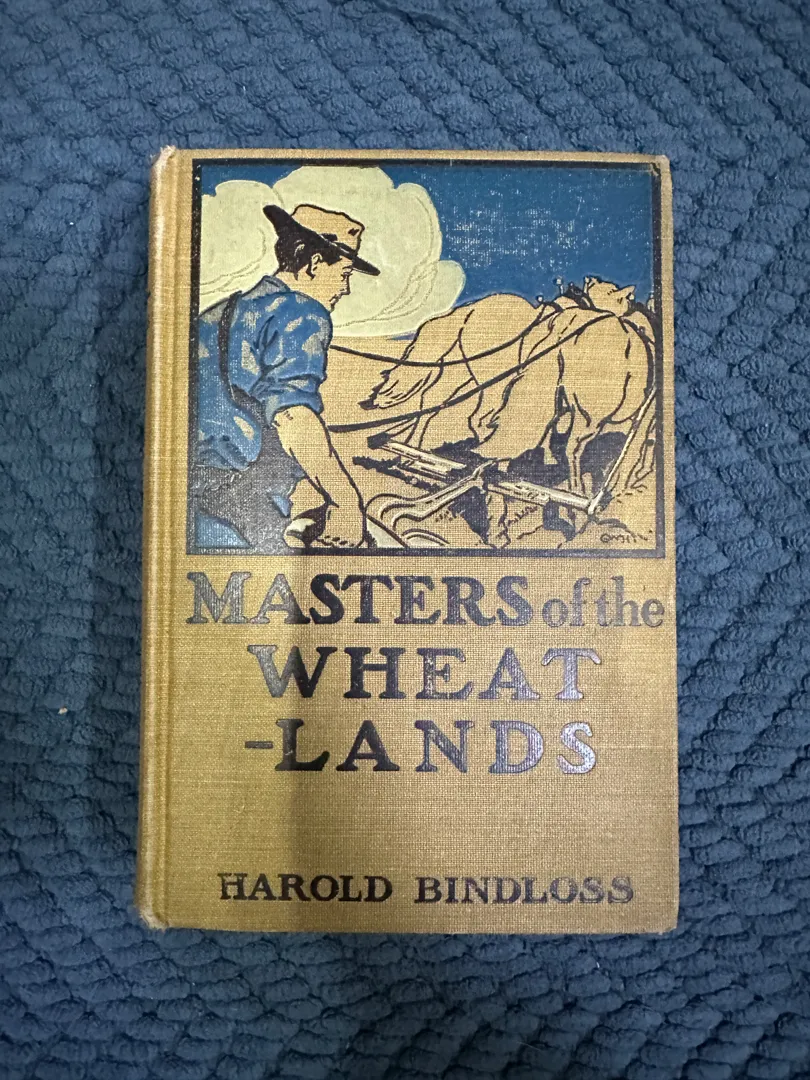 MASTERS of the
WHEAT
-LANDS
HAROLD BINDLOSS